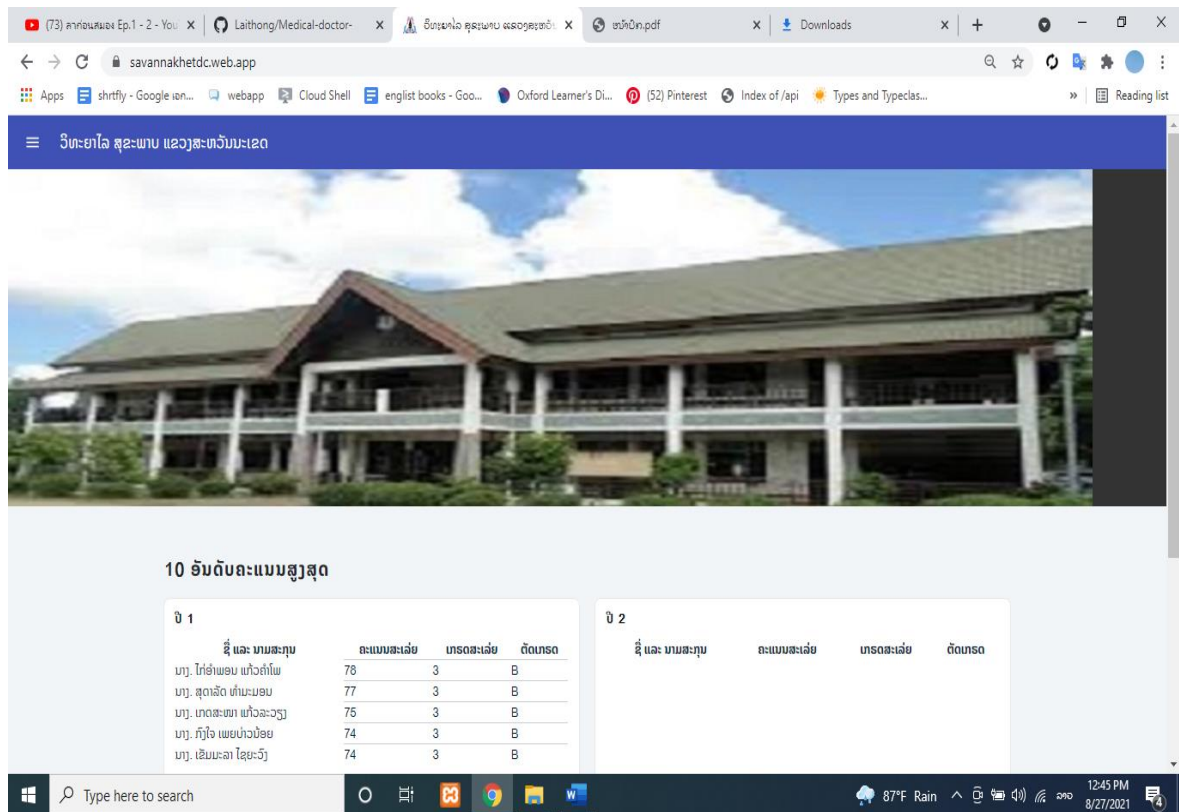 (73) ลาก่อนสมอง Ep.1 - 2 - You
Laithong/Medical-doctor-
ວິທະຍາໄລ ສຸຂະພາບ ແຂວງສະຫວັນ
ໜ້າປົກ.pdf
Downloads
savannakhetdc.web.app
Apps
shrtfly - Google ເອກ...
webapp
Cloud Shell
englist books - Goo...
Oxford Learner's Di...
(52) Pinterest
Index of /api
Types and Typeclas...
»
Reading list
ວິທະຍາໄລ ສຸຂະພາບ ແຂວງສະຫວັນນະເຂດ
10 ອັນດັບຄະແນນສູງສຸດ
ປີ 1
ຊື່ ແລະ ນາມສະກຸນ ຄະແນນສະເລ່ຍ ເກຣດສະເລ່ຍ ຕັດເກຣດ
ນາງ. ໄກ່ອຳພອນ ແກ້ວຄຳໂພ 78 3 B
ນາງ. ສຸດາລັດ ທຳມະມອນ 77 3 B
ນາງ. ເກດສະໜາ ແກ້ວລະວຽງ 75 3 B
ນາງ. ກົງໃຈ ເພຍບ່າວນ້ອຍ 74 3 B
ນາງ. ເຂັມມະລາ ໄຊຍະວົງ 74 3 B
ປີ 2
ຊື່ ແລະ ນາມສະກຸນ ຄະແນນສະເລ່ຍ ເກຣດສະເລ່ຍ ຕັດເກຣດ
Type here to search
87°F Rain
ລາວ
12:45 PM
8/27/2021
4